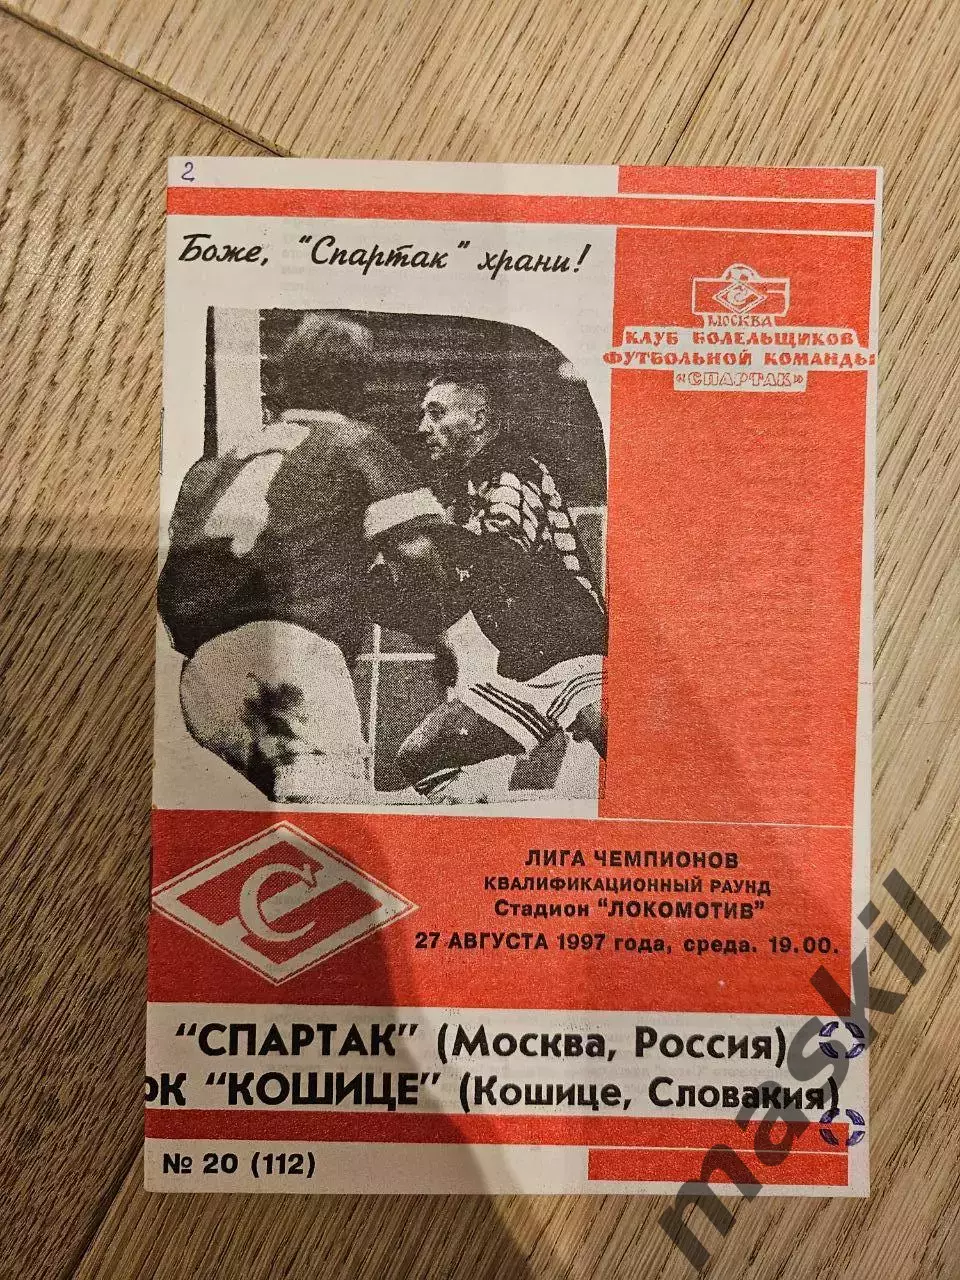 2
Боже, "Спартак" храни!
МОСКВА
КЛУБ БОЛЕЛЬЩИКОВ
ФУТБОЛЬНОЙ КОМАНДЫ
«СПАРТАК»
ЛИГА ЧЕМПИОНОВ
КВАЛИФИКАЦИОННЫЙ РАУНД
Стадион "ЛОКОМОТИВ"
27 АВГУСТА 1997 года, среда. 19.00.
"СПАРТАК" (Москва, Россия)
ФК "КОШИЦЕ" (Кошице, Словакия)
№ 20 (112)
maskil